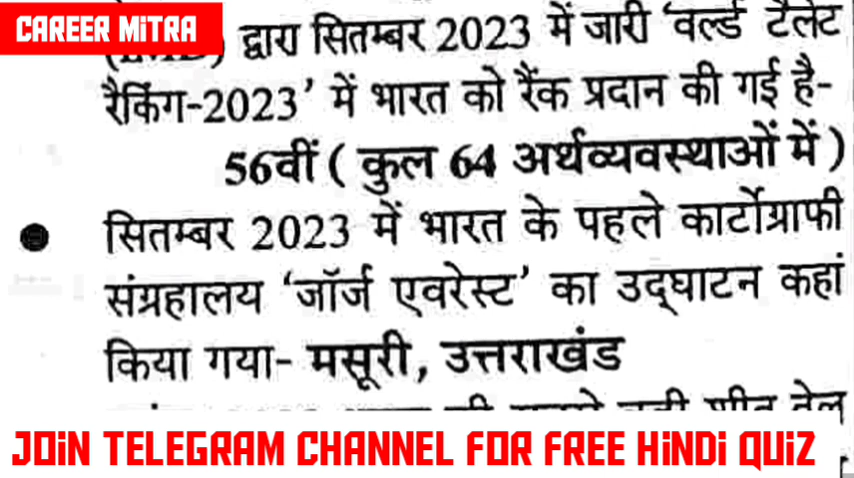 CAREER MITRA
द्वारा सितम्बर 2023 में जारी ‘वर्ल्ड टैलेंट
रैंकिंग-2023’ में भारत को रैंक प्रदान की गई है-
56वीं ( कुल 64 अर्थव्यवस्थाओं में )
● सितम्बर 2023 में भारत के पहले कार्टोग्राफी
संग्रहालय ‘जॉर्ज एवरेस्ट’ का उद्‌घाटन कहां
किया गया- मसूरी, उत्तराखंड
JOIN TELEGRAM CHANNEL FOR FREE HINDI QUIZ